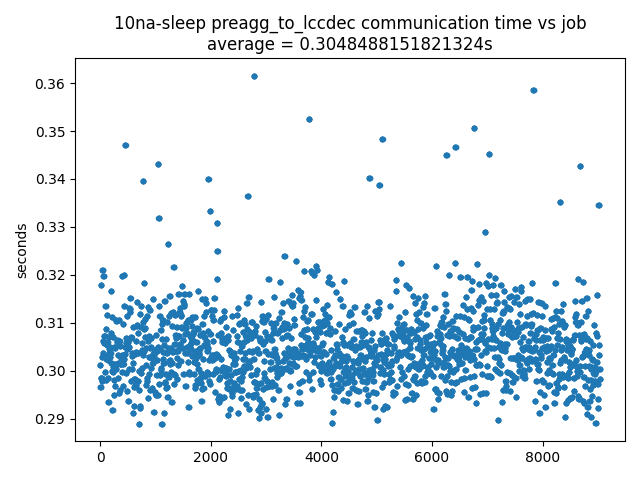 10na-sleep preagg_to_lccdec communication time vs job
average = 0.3048488151821324s
0.36
0.35
0.34
0.33
0.32
0.31
0.30
0.29
seconds
0 2000 4000 6000 8000